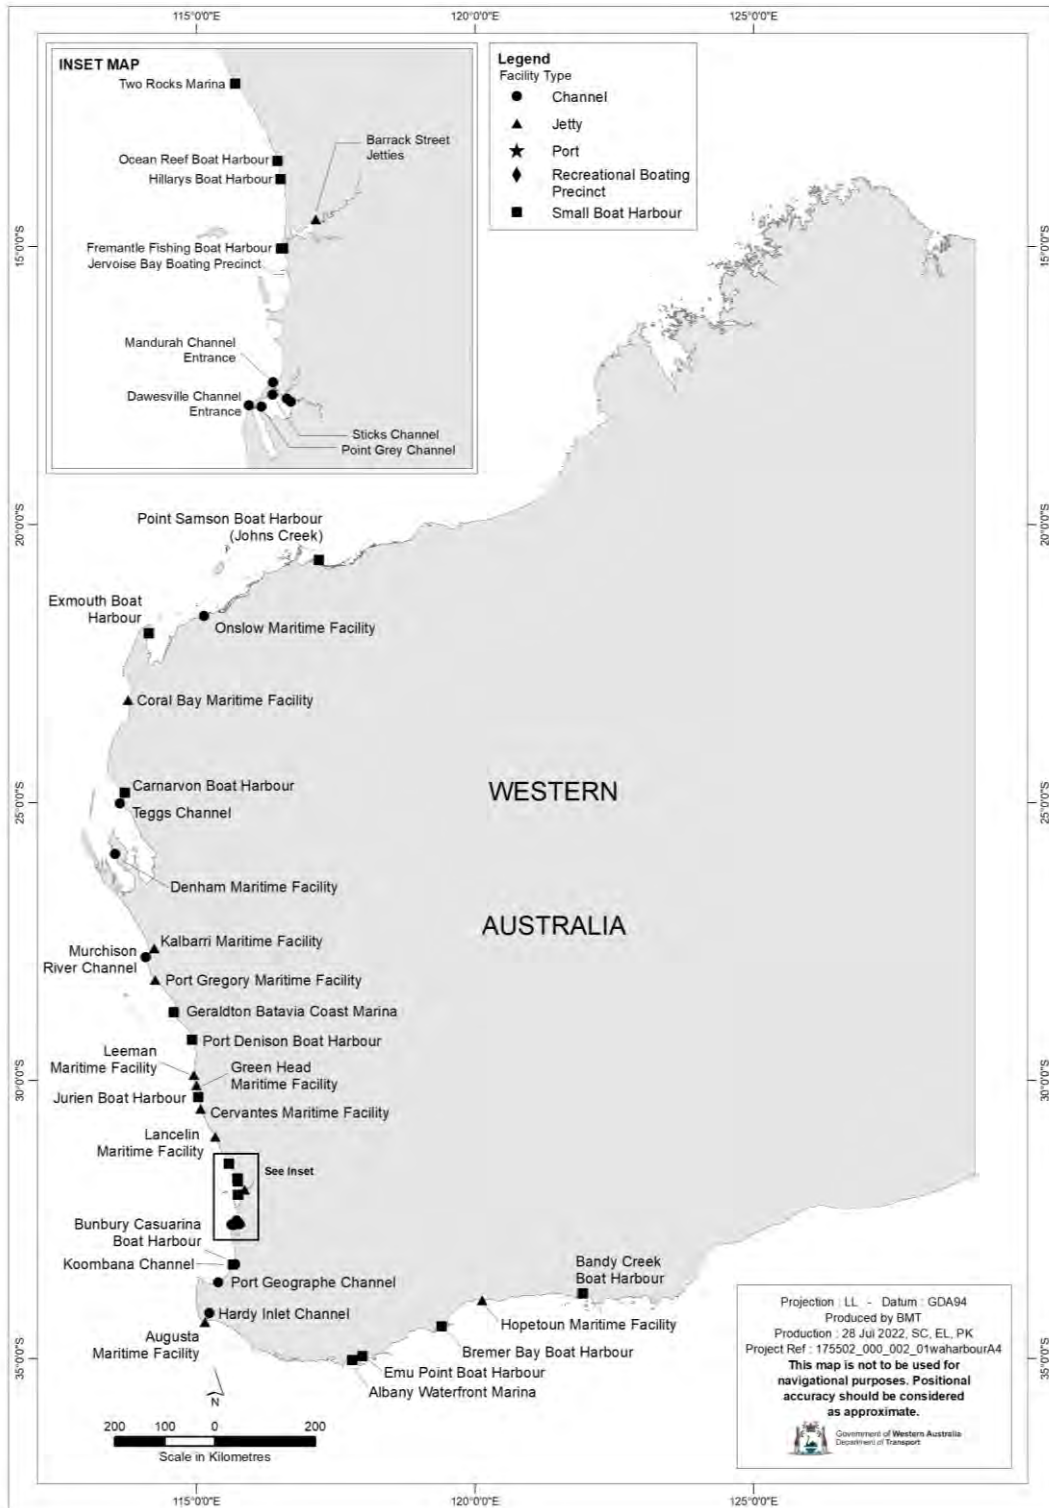 115°0'0"E
120°0'0"E
125°0'0"E
INSET MAP
Two Rocks Marina
Ocean Reef Boat Harbour
Hillarys Boat Harbour
Barrack Street
Jetties
Fremantle Fishing Boat Harbour
Jervoise Bay Boating Precinct
Mandurah Channel
Entrance
Dawesville Channel
Entrance
Sticks Channel
Point Grey Channel
Legend
Facility Type
Channel
Jetty
Port
Recreational Boating
Precinct
Small Boat Harbour
15°0'0"S
15°0'0"S
20°0'0"S
20°0'0"S
Point Samson Boat Harbour
(Johns Creek)
Exmouth Boat
Harbour
Onslow Maritime Facility
Coral Bay Maritime Facility
Carnarvon Boat Harbour
Teggs Channel
25°0'0"S
25°0'0"S
WESTERN
AUSTRALIA
Denham Maritime Facility
Kalbarri Maritime Facility
Murchison
River Channel
Port Gregory Maritime Facility
Geraldton Batavia Coast Marina
Port Denison Boat Harbour
Leeman
Maritime Facility
Green Head
Maritime Facility
30°0'0"S
30°0'0"S
Jurien Boat Harbour
Cervantes Maritime Facility
Lancelin
Maritime Facility
See Inset
Bunbury Casuarina
Boat Harbour
Koombana Channel
Port Geographe Channel
Hardy Inlet Channel
Augusta
Maritime Facility
Bandy Creek
Boat Harbour
Hopetoun Maritime Facility
Bremer Bay Boat Harbour
Emu Point Boat Harbour
Albany Waterfront Marina
35°0'0"S
35°0'0"S
N
200 100 0 200
Scale in Kilometres
Projection : LL - Datum : GDA94
Produced by BMT
Production : 28 Jul 2022, SC, EL, PK
Project Ref : 175502_000_002_01waharbourA4
This map is not to be used for
navigational purposes. Positional
accuracy should be considered
as approximate.
Government of Western Australia
Department of Transport
115°0'0"E
120°0'0"E
125°0'0"E